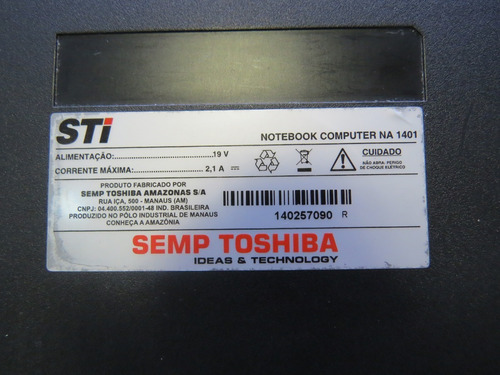 STi
NOTEBOOK COMPUTER NA 1401
ALIMENTAÇÃO:............................19 V
CORRENTE MÁXIMA:....................2,1 A
CUIDADO
NÃO ABRA- PERIGO
DE CHOQUE ELÉTRICO
PRODUTO FABRICADO POR
SEMP TOSHIBA AMAZONAS S/A
RUA IÇA, 500 - MANAUS (AM)
CNPJ: 04.400.552/0001-48 IND. BRASILEIRA
PRODUZIDO NO PÓLO INDUSTRIAL DE MANAUS
CONHEÇA A AMAZÔNIA
140257090 R
SEMP TOSHIBA
IDEAS & TECHNOLOGY